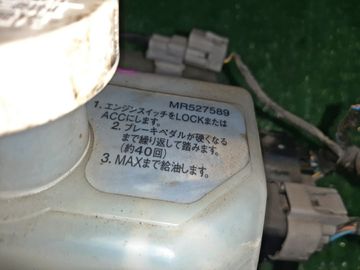 MR527589
1. エンジンスイッチをLOCKまたは
ACCにします。
2. ブレーキペダルが硬くなる
まで繰り返して踏みます。
(約40回)
3. MAXまで給油します。